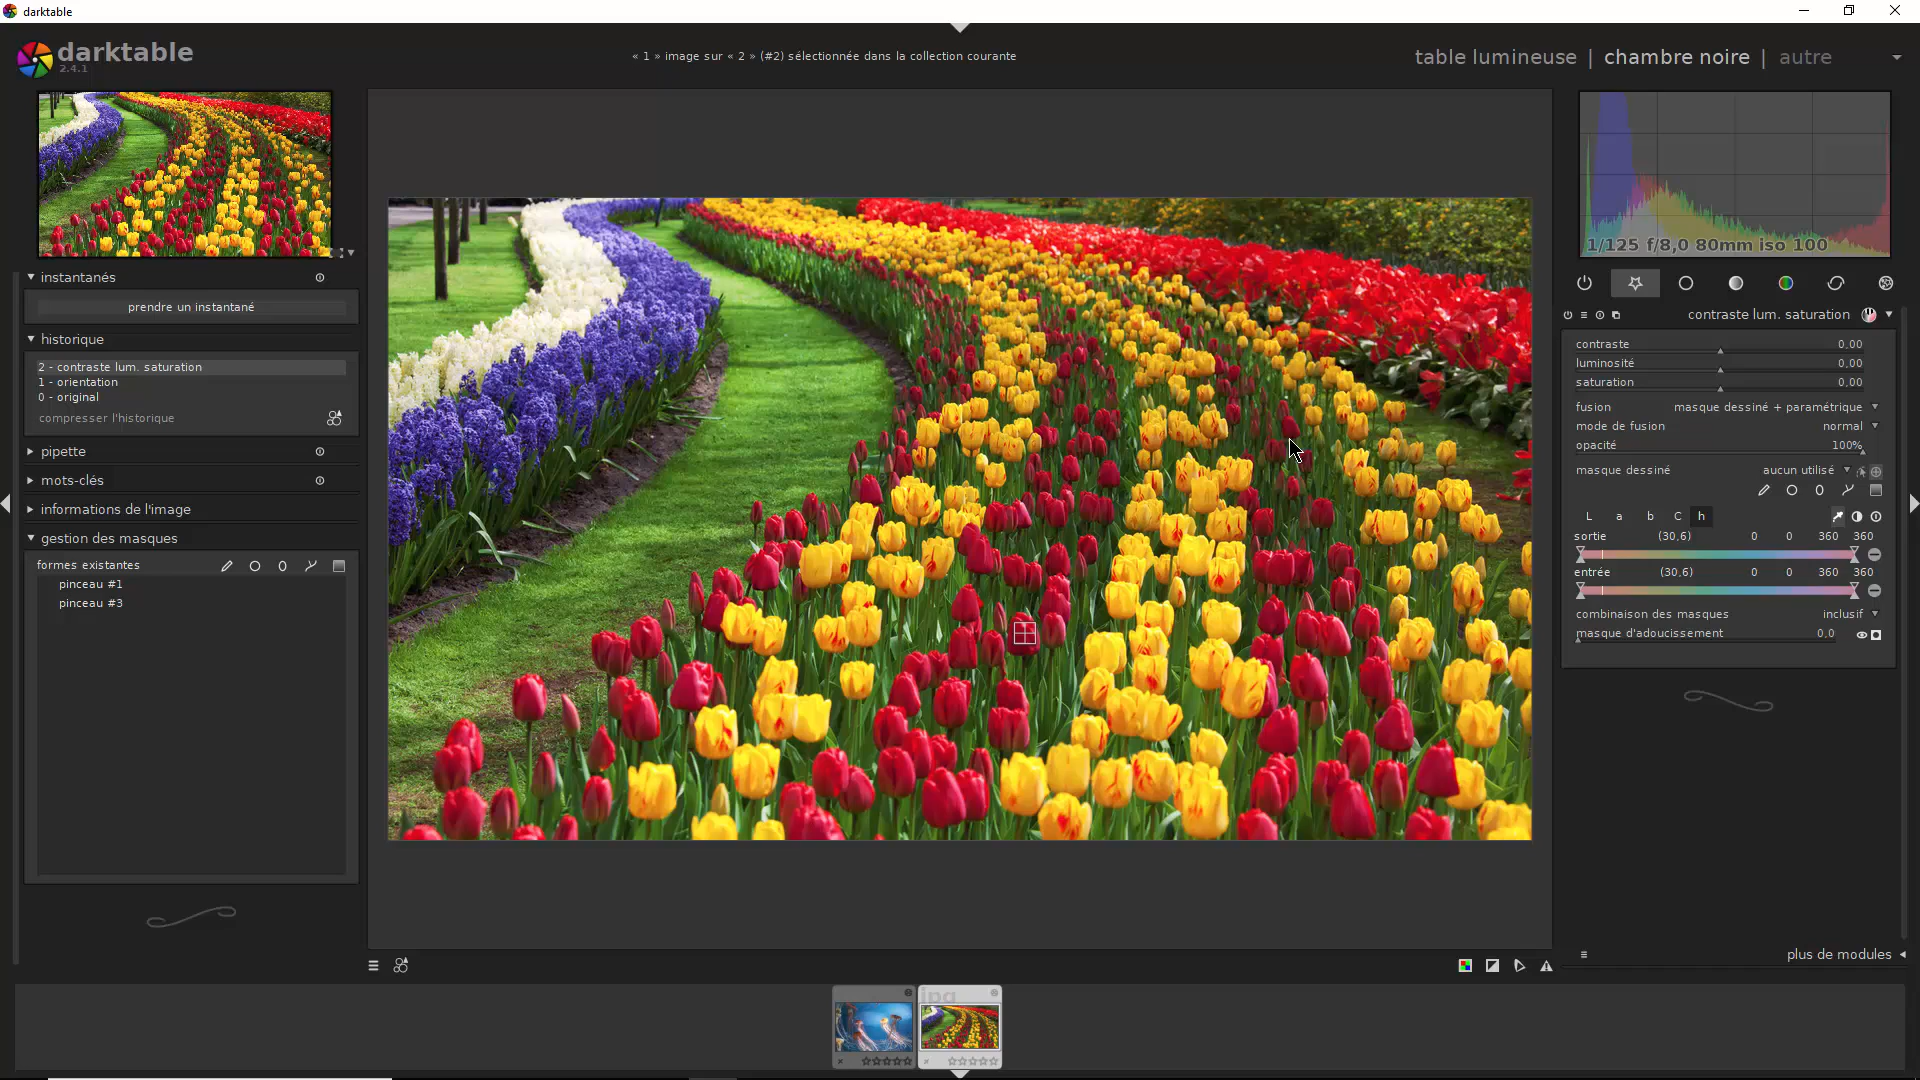 darktable
darktable
2.4.1
« 1 » image sur « 2 » (#2) sélectionnée dans la collection courante
table lumineuse | chambre noire | autre
1/125 f/8,0 80mm iso 100
instantanés
prendre un instantané
historique
2 - contraste lum. saturation
1 - orientation
0 - original
compresser l'historique
pipette
mots-clés
informations de l'image
gestion des masques
formes existantes
pinceau #1
pinceau #3
contraste lum. saturation
contraste 0,00
luminosité 0,00
saturation 0,00
fusion masque dessiné + paramétrique
mode de fusion normal
opacité 100%
masque dessiné aucun utilisé
L a b C h
sortie (30,6) 0 0 360 360
entrée (30,6) 0 0 360 360
combinaison des masques inclusif
masque d'adoucissement 0,0
plus de modules
jpg